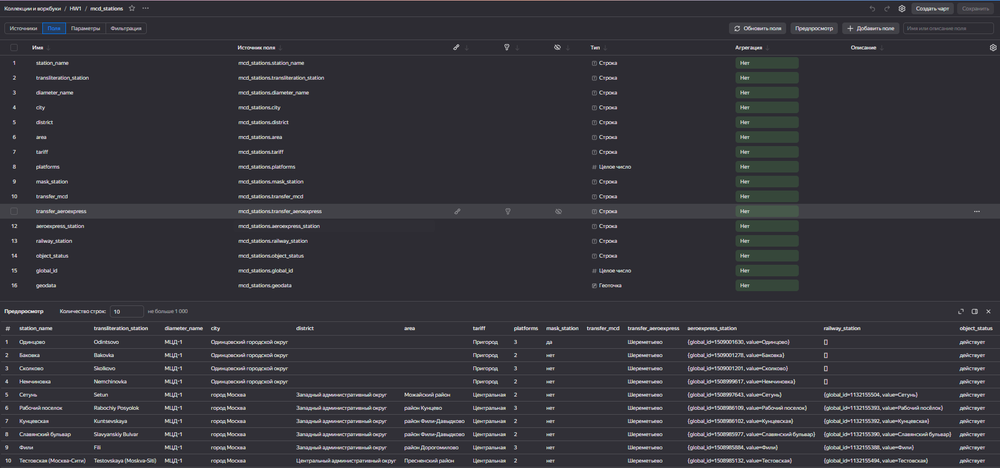 Коллекции и воркбуки / HW1 / mcd_stations
Создать чарт Сохранить
Источники Поля Параметры Фильтрация
Обновить поля Предпросмотр Добавить поле Имя или описание поля
Имя Источник поля Тип Агрегация Описание
1 station_name mcd_stations.station_name Строка Нет
2 transliteration_station mcd_stations.transliteration_station Строка Нет
3 diameter_name mcd_stations.diameter_name Строка Нет
4 city mcd_stations.city Строка Нет
5 district mcd_stations.district Строка Нет
6 area mcd_stations.area Строка Нет
7 tariff mcd_stations.tariff Строка Нет
8 platforms mcd_stations.platforms Целое число Нет
9 mask_station mcd_stations.mask_station Строка Нет
10 transfer_mcd mcd_stations.transfer_mcd Строка Нет
transfer_aeroexpress mcd_stations.transfer_aeroexpress Строка Нет
12 aeroexpress_station mcd_stations.aeroexpress_station Строка Нет
13 railway_station mcd_stations.railway_station Строка Нет
14 object_status mcd_stations.object_status Строка Нет
15 global_id mcd_stations.global_id Целое число Нет
16 geodata mcd_stations.geodata Геоточка Нет
Предпросмотр Количество строк: 10 не больше 1 000
# station_name transliteration_station diameter_name city district area tariff platforms mask_station transfer_mcd transfer_aeroexpress aeroexpress_station railway_station object_status
1 Одинцово Odintsovo МЦД-1 Одинцовский городской округ Пригород 3 да Шереметьево {global_id=1509001630, value=Одинцово} [] действует
2 Баковка Bakovka МЦД-1 Одинцовский городской округ Пригород 2 нет Шереметьево {global_id=1509001278, value=Баковка} [] действует
3 Сколково Skolkovo МЦД-1 Одинцовский городской округ Пригород 3 нет Шереметьево {global_id=1509001201, value=Сколково} [] действует
4 Немчиновка Nemchinovka МЦД-1 Одинцовский городской округ Пригород 2 нет Шереметьево {global_id=1508999617, value=Немчиновка} [] действует
5 Сетунь Setun МЦД-1 город Москва Западный административный округ Можайский район Центральная 2 нет Шереметьево {global_id=1508997643, value=Сетунь} {global_id=1132155504, value=Сетунь} действует
6 Рабочий поселок Rabochiy Posyolok МЦД-1 город Москва Западный административный округ район Кунцево Центральная 3 нет Шереметьево {global_id=1508986109, value=Рабочий поселок} {global_id=1132155393, value=Рабочий посёлок} действует
7 Кунцевская Kuntsevskaya МЦД-1 город Москва Западный административный округ район Фили-Давыдково Центральная 2 нет Шереметьево {global_id=1508986102, value=Кунцевская} {global_id=1132155392, value=Кунцевская} действует
8 Славянский бульвар Slavyanskiy Bulvar МЦД-1 город Москва Западный административный округ район Фили-Давыдково Центральная 2 нет Шереметьево {global_id=1508985977, value=Славянский бульвар} {global_id=1132155390, value=Славянский бульвар} действует
9 Фили Fili МЦД-1 город Москва Западный административный округ район Дорогомилово Центральная 3 нет Шереметьево {global_id=1508985884, value=Фили} {global_id=1132155388, value=Фили} действует
10 Тестовская (Москва-Сити) Testovskaya (Moskva-Siti) МЦД-1 город Москва Центральный административный округ Пресненский район Центральная 2 нет Шереметьево {global_id=1508985132, value=Тестовская} {global_id=1132155494, value=Тестовская} действует